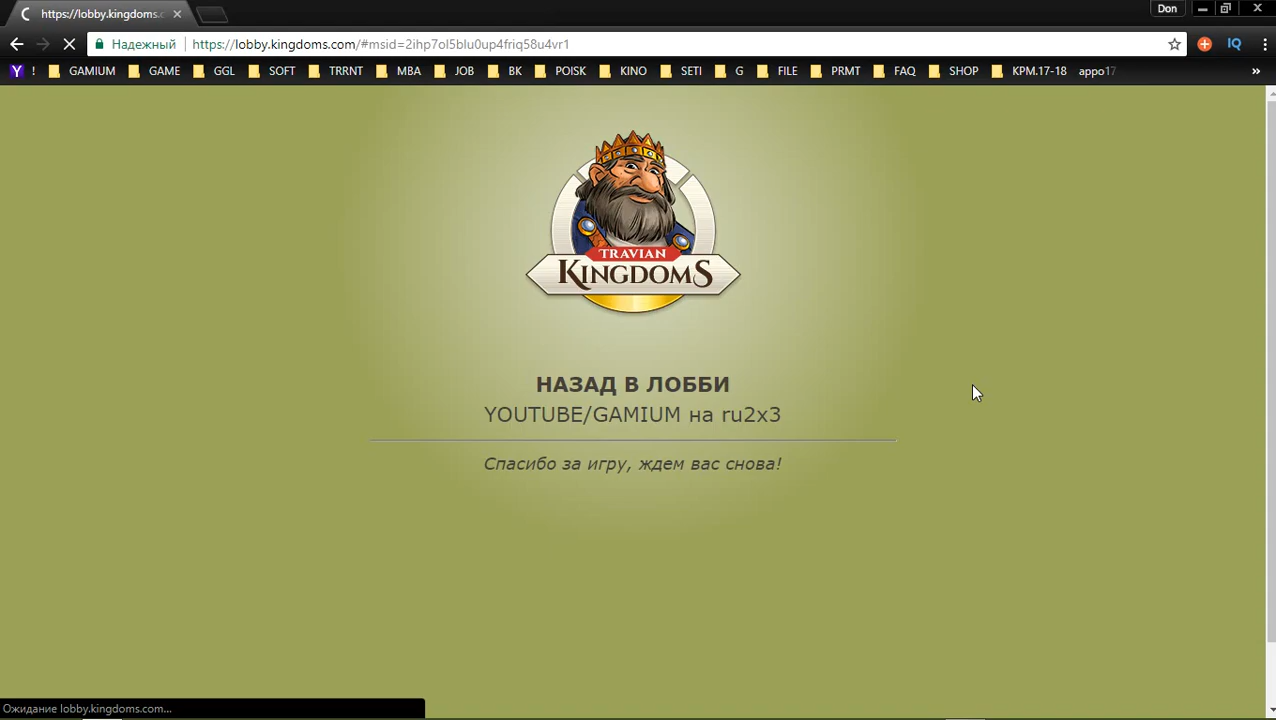 https://lobby.kingdoms.c
Don
Надежный
https://lobby.kingdoms.com/#msid=2ihp7ol5blu0up4friq58u4vr1
IQ
Y ! GAMIUM GAME GGL SOFT TRRNT MBA JOB BK POISK KINO SETI G FILE PRMT FAQ SHOP KPM.17-18 appo17
TRAVIAN
KINGDOMS
НАЗАД В ЛОББИ
YOUTUBE/GAMIUM на ru2x3
Спасибо за игру, ждем вас снова!
Ожидание lobby.kingdoms.com...